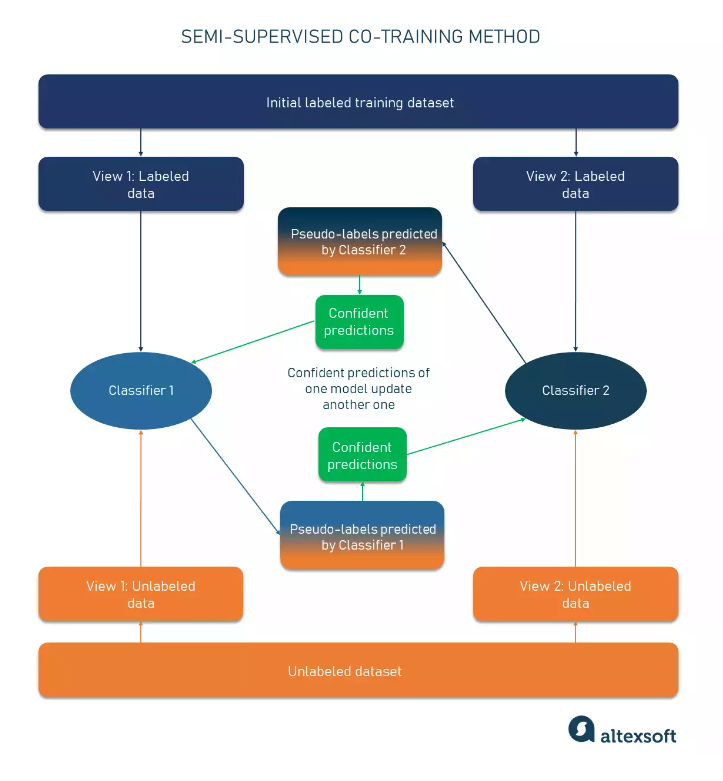 SEMI-SUPERVISED CO-TRAINING METHOD
Initial labeled training dataset
View 1: Labeled
data
View 2: Labeled
data
Pseudo-labels predicted
by Classifier 2
Confident
predictions
Classifier 1
Confident predictions of
one model update
another one
Classifier 2
Confident
predictions
Pseudo-labels predicted
by Classifier 1
View 1: Unlabeled
data
View 2: Unlabeled
data
Unlabeled dataset
altexsoft